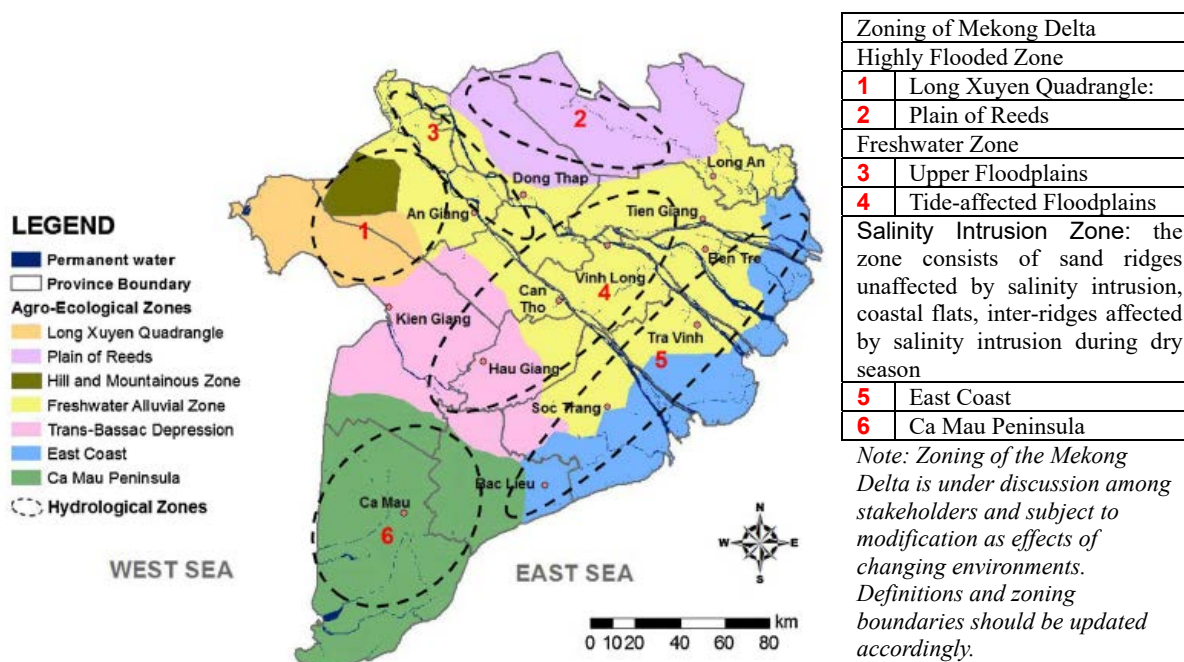 2
3
Long An
Dong Thap
An Giang
Tien Giang
1
Ben Tre
Vinh Long
4
Can
Tho
Kien Giang
Tra Vinh
5
Hau Giang
Soc Trang
Bac Lieu
Ca Mau
6
WEST SEA
EAST SEA
N
W
E
S
km
0 10 20 40 60 80
LEGEND
Permanent water
Province Boundary
Agro-Ecological Zones
Long Xuyen Quadrangle
Plain of Reeds
Hill and Mountainous Zone
Freshwater Alluvial Zone
Trans-Bassac Depression
East Coast
Ca Mau Peninsula
Hydrological Zones
Zoning of Mekong Delta
Highly Flooded Zone
1 Long Xuyen Quadrangle:
2 Plain of Reeds
Freshwater Zone
3 Upper Floodplains
4 Tide-affected Floodplains
Salinity Intrusion Zone: the
zone consists of sand ridges
unaffected by salinity intrusion,
coastal flats, inter-ridges affected
by salinity intrusion during dry
season
5 East Coast
6 Ca Mau Peninsula
Note: Zoning of the Mekong
Delta is under discussion among
stakeholders and subject to
modification as effects of
changing environments.
Definitions and zoning
boundaries should be updated
accordingly.